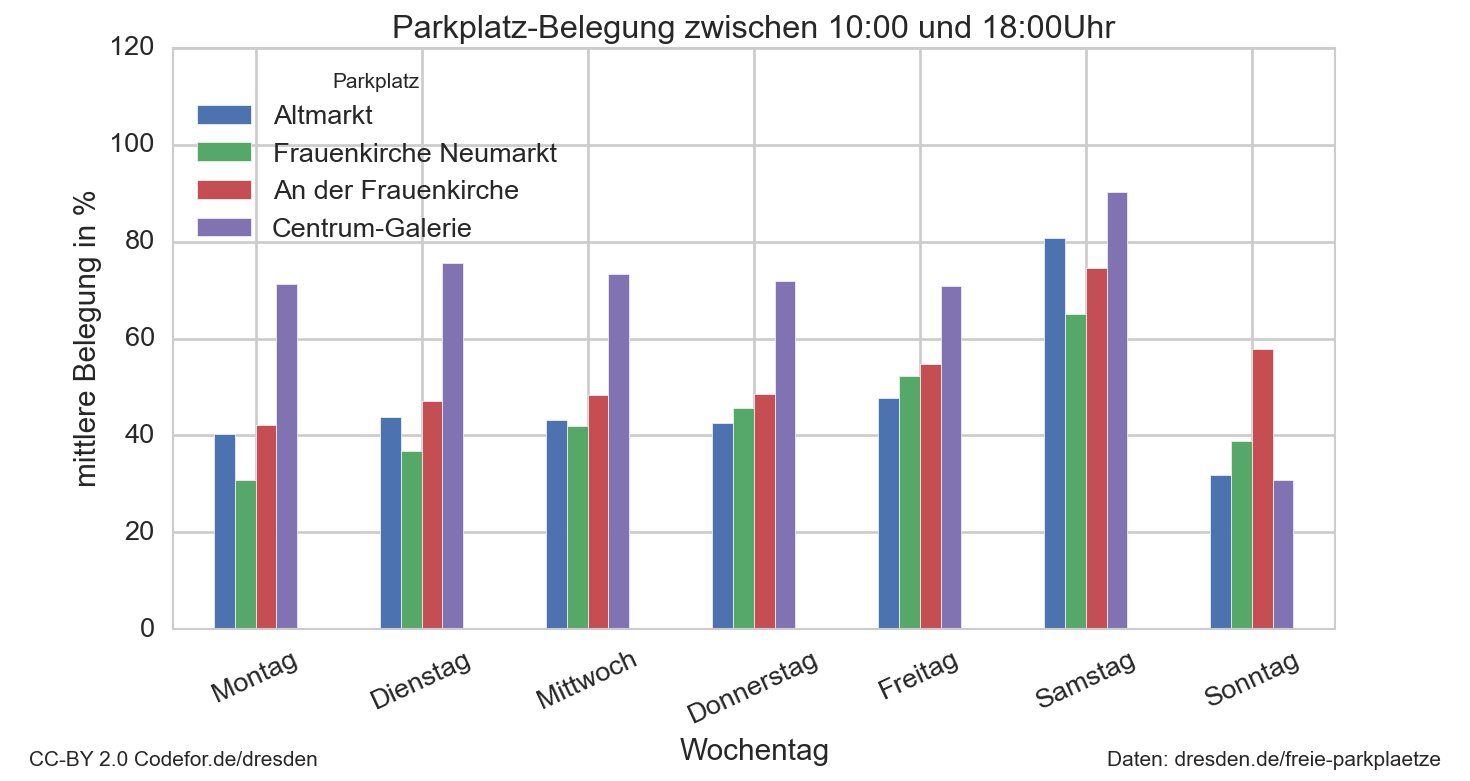 Parkplatz-Belegung zwischen 10:00 und 18:00Uhr
120
100
80
60
40
20
0
mittlere Belegung in %
Parkplatz
Altmarkt
Frauenkirche Neumarkt
An der Frauenkirche
Centrum-Galerie
Montag
Dienstag
Mittwoch
Donnerstag
Freitag
Samstag
Sonntag
Wochentag
CC-BY 2.0 Codefor.de/dresden
Daten: dresden.de/freie-parkplaetze